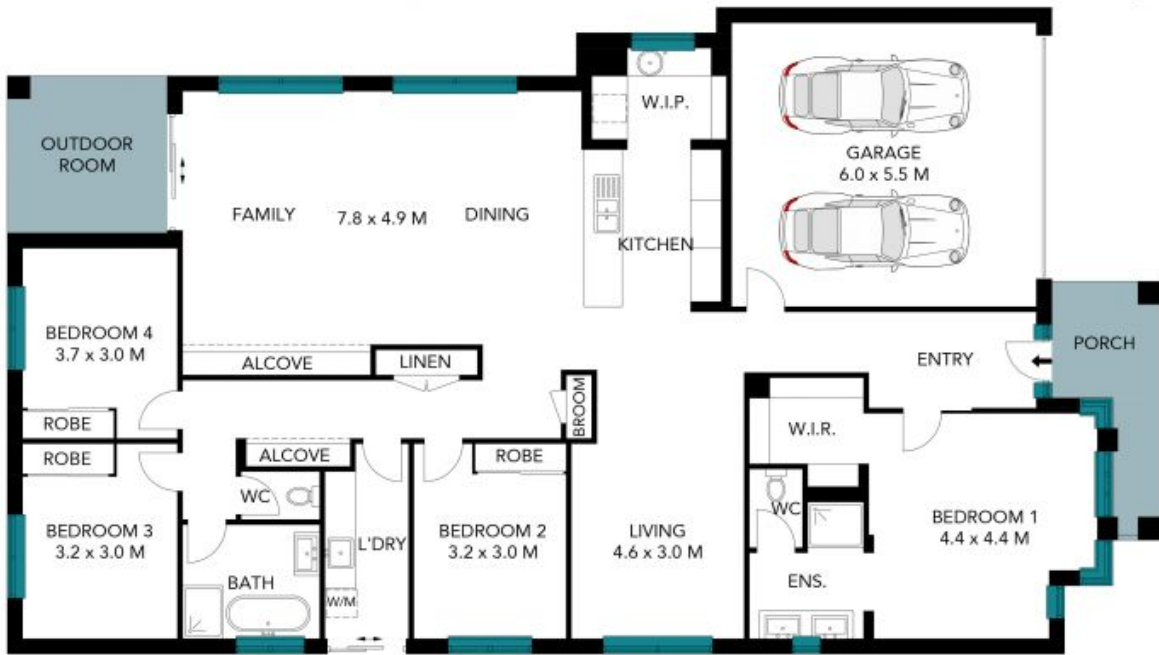 OUTDOOR
ROOM
FAMILY
7.8 x 4.9 M
DINING
W.I.P.
KITCHEN
GARAGE
6.0 x 5.5 M
PORCH
ENTRY
BEDROOM 4
3.7 x 3.0 M
ROBE
ALCOVE
LINEN
BROOM
ROBE
BEDROOM 3
3.2 x 3.0 M
ALCOVE
WC
BATH
L'DRY
W/M
ROBE
BEDROOM 2
3.2 x 3.0 M
LIVING
4.6 x 3.0 M
W.I.R.
WC
ENS.
BEDROOM 1
4.4 x 4.4 M